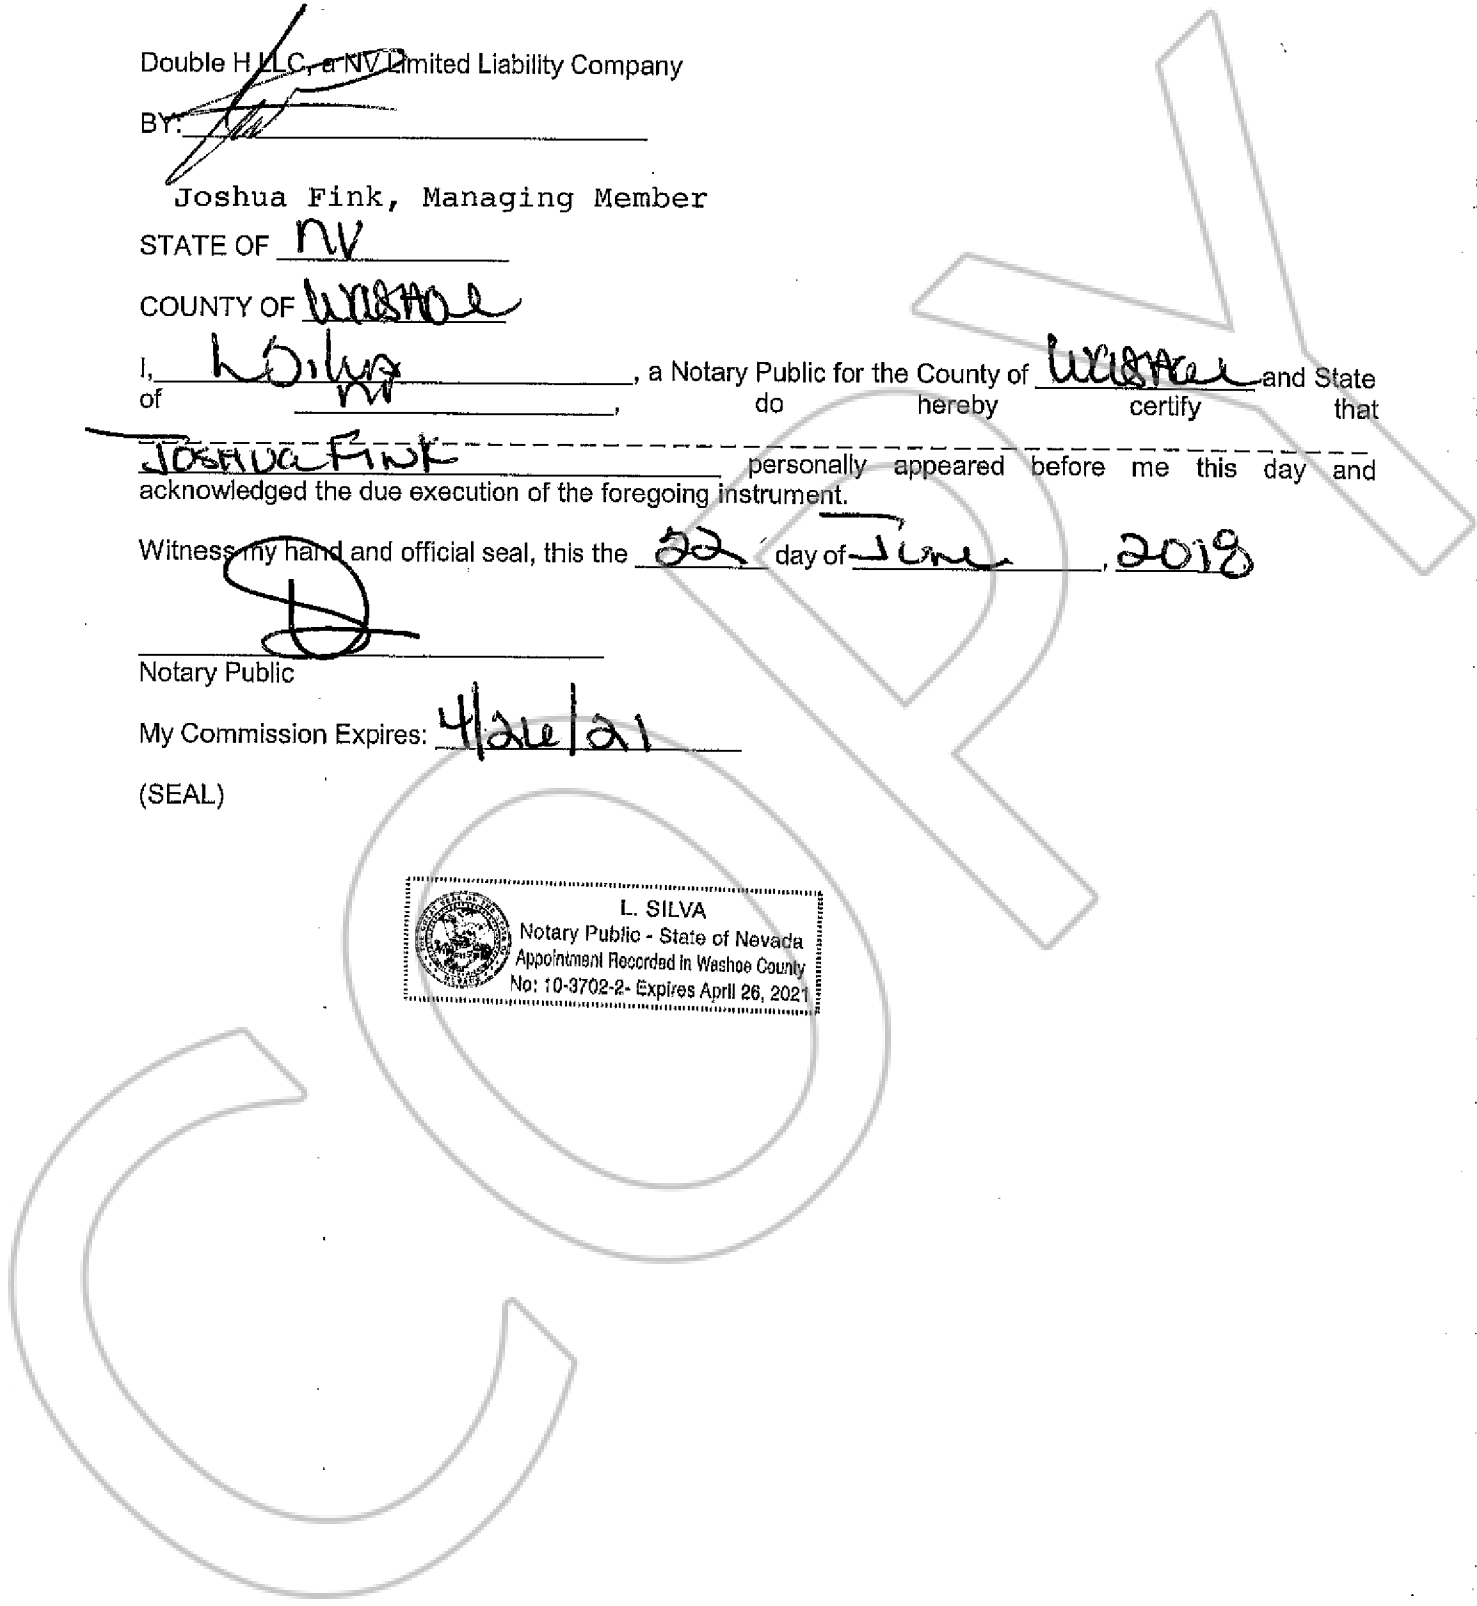 Double H LLC, a NV Limited Liability Company
BY:
Joshua Fink, Managing Member
STATE OF NV
COUNTY OF Washoe
I, L Silva, a Notary Public for the County of Washoe and State
of NV, do hereby certify that
Joshua Fink personally appeared before me this day and
acknowledged the due execution of the foregoing instrument.
Witness my hand and official seal, this the 22 day of June, 2018
Notary Public
My Commission Expires: 4/26/21
(SEAL)
L. SILVA
Notary Public - State of Nevada
Appointment Recorded in Washoe County
No: 10-3702-2- Expires April 26, 2021
COPY